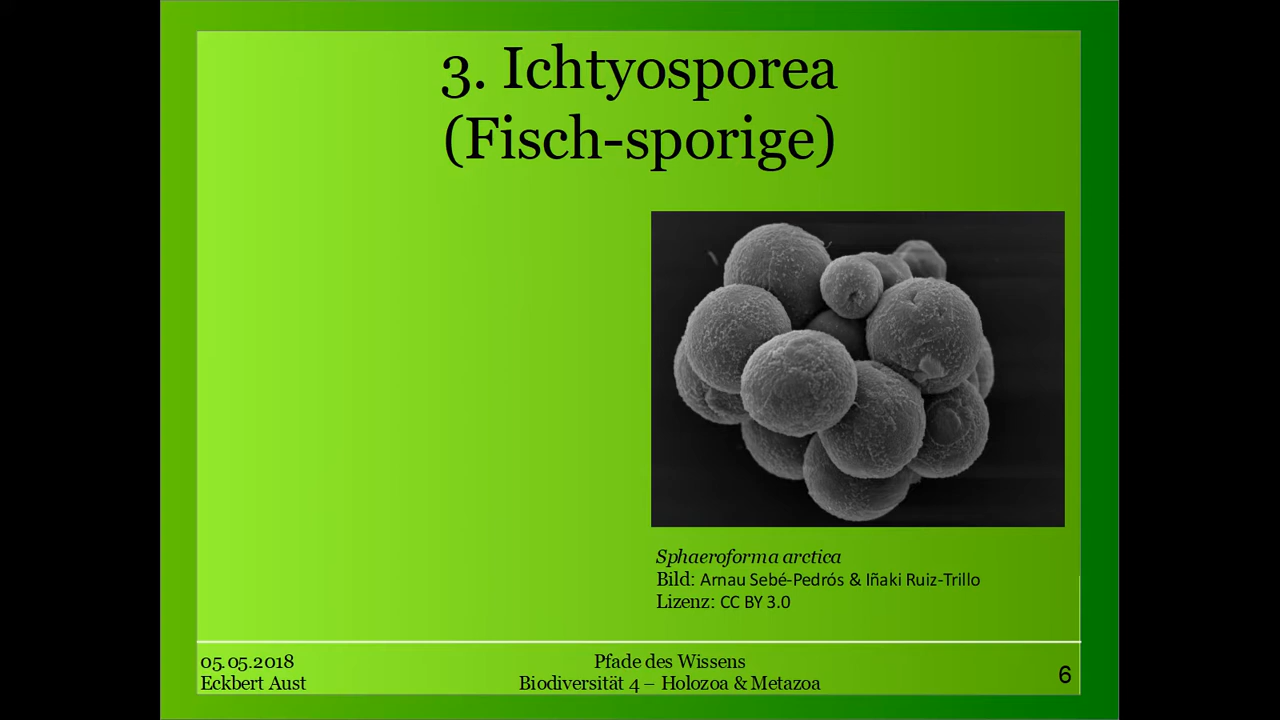 3. Ichtyosporea
(Fisch-sporige)
Sphaeroforma arctica
Bild: Arnau Sebé-Pedrós & Iñaki Ruiz-Trillo
Lizenz: CC BY 3.0
05.05.2018
Eckbert Aust
Pfade des Wissens
Biodiversität 4 – Holozoa & Metazoa
6